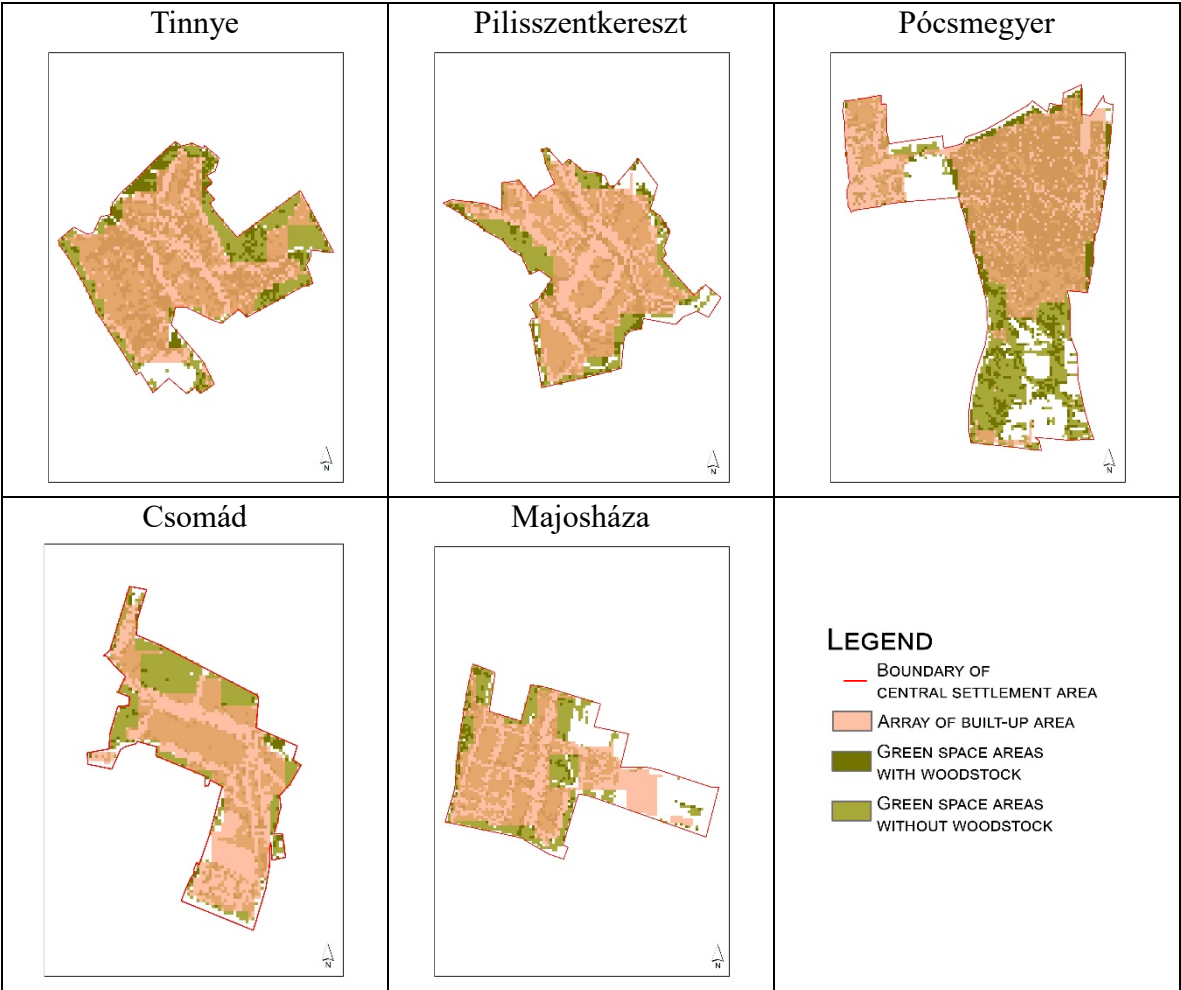 Tinnye
Pilisszentkereszt
Pócsmegyer
N
N
N
Csomád
Majosháza
N
N
LEGEND
BOUNDARY OF
CENTRAL SETTLEMENT AREA
ARRAY OF BUILT-UP AREA
GREEN SPACE AREAS
WITH WOODSTOCK
GREEN SPACE AREAS
WITHOUT WOODSTOCK